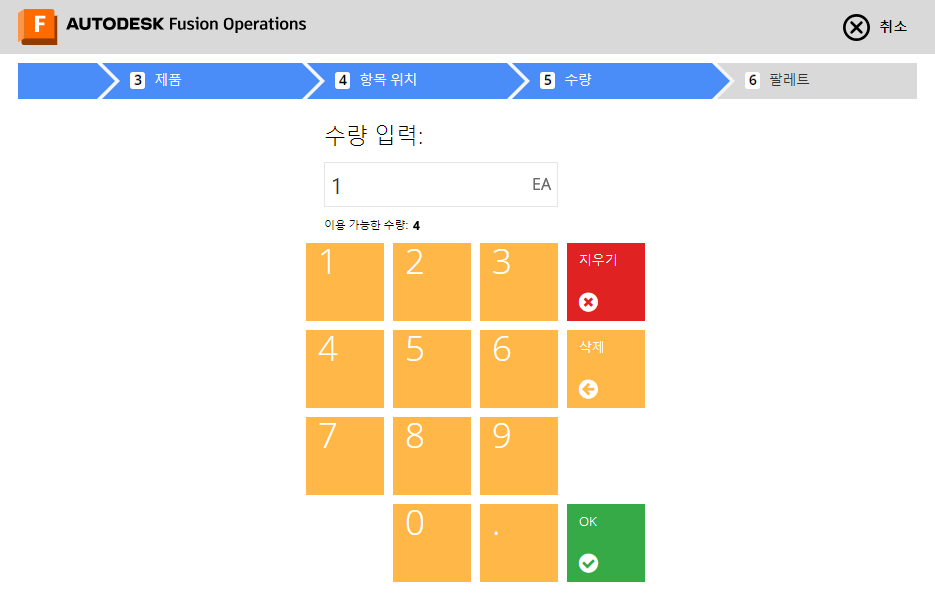 F AUTODESK Fusion Operations
취소
3 제품
4 항목 위치
5 수량
6 팔레트
수량 입력:
1 EA
이용 가능한 수량: 4
1 2 3 지우기
4 5 6 삭제
7 8 9
0 . OK